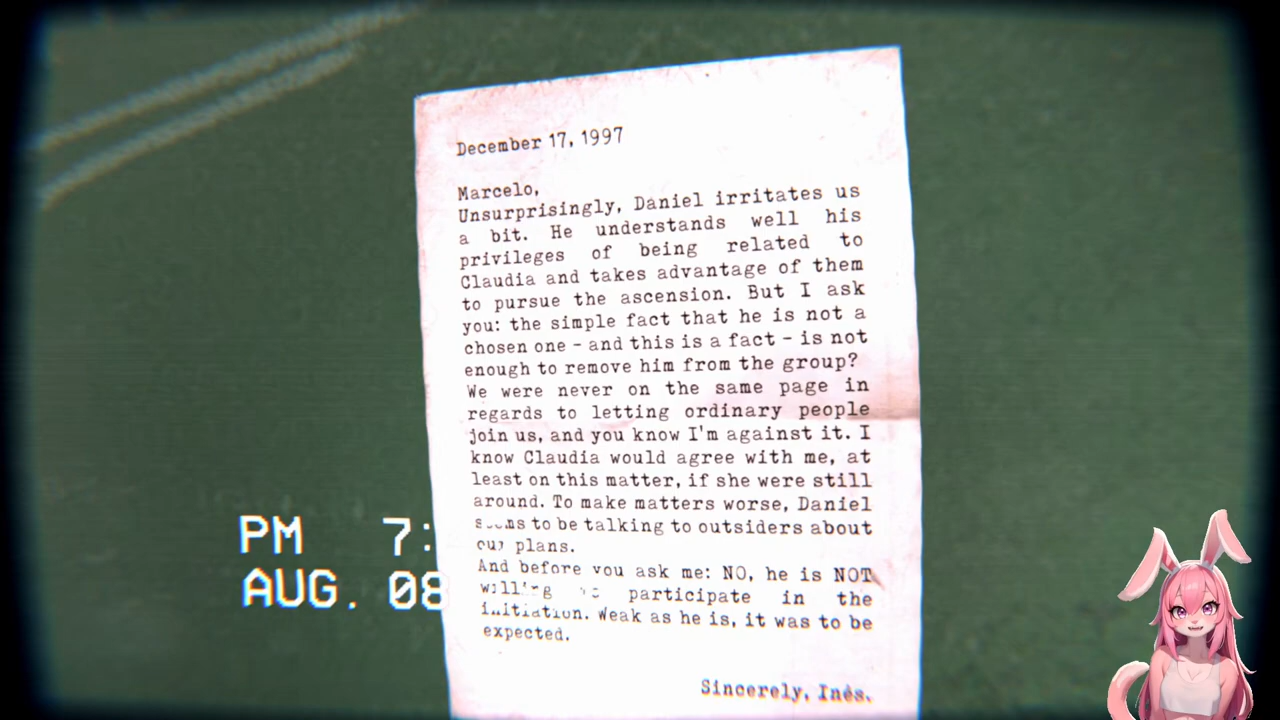 December 17, 1997
Marcelo,
Unsurprisingly, Daniel irritates us
a bit. He understands well his
privileges of being related to
Claudia and takes advantage of them
to pursue the ascension. But I ask
you: the simple fact that he is not a
chosen one - and this is a fact - is not
enough to remove him from the group?
We were never on the same page in
regards to letting ordinary people
join us, and you know I'm against it. I
know Claudia would agree with me, at
least on this matter, if she were still
around. To make matters worse, Daniel
seems to be talking to outsiders about
our plans.
And before you ask me: NO, he is NOT
willing to participate in the
initiation. Weak as he is, it was to be
expected.
Sincerely, Inês.
PM 7:
AUG. 08